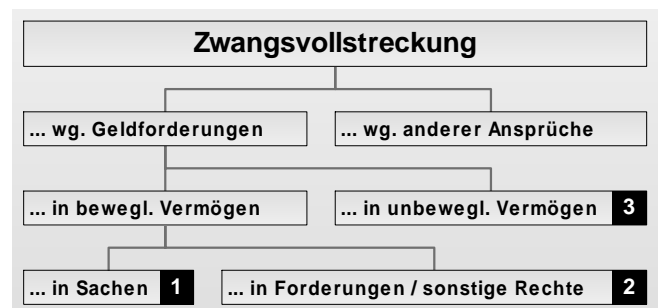 Zwangsvollstreckung
... wg. Geldforderungen
... wg. anderer Ansprüche
... in bewegl. Vermögen
... in unbewegl. Vermögen 3
... in Sachen 1
... in Forderungen / sonstige Rechte 2